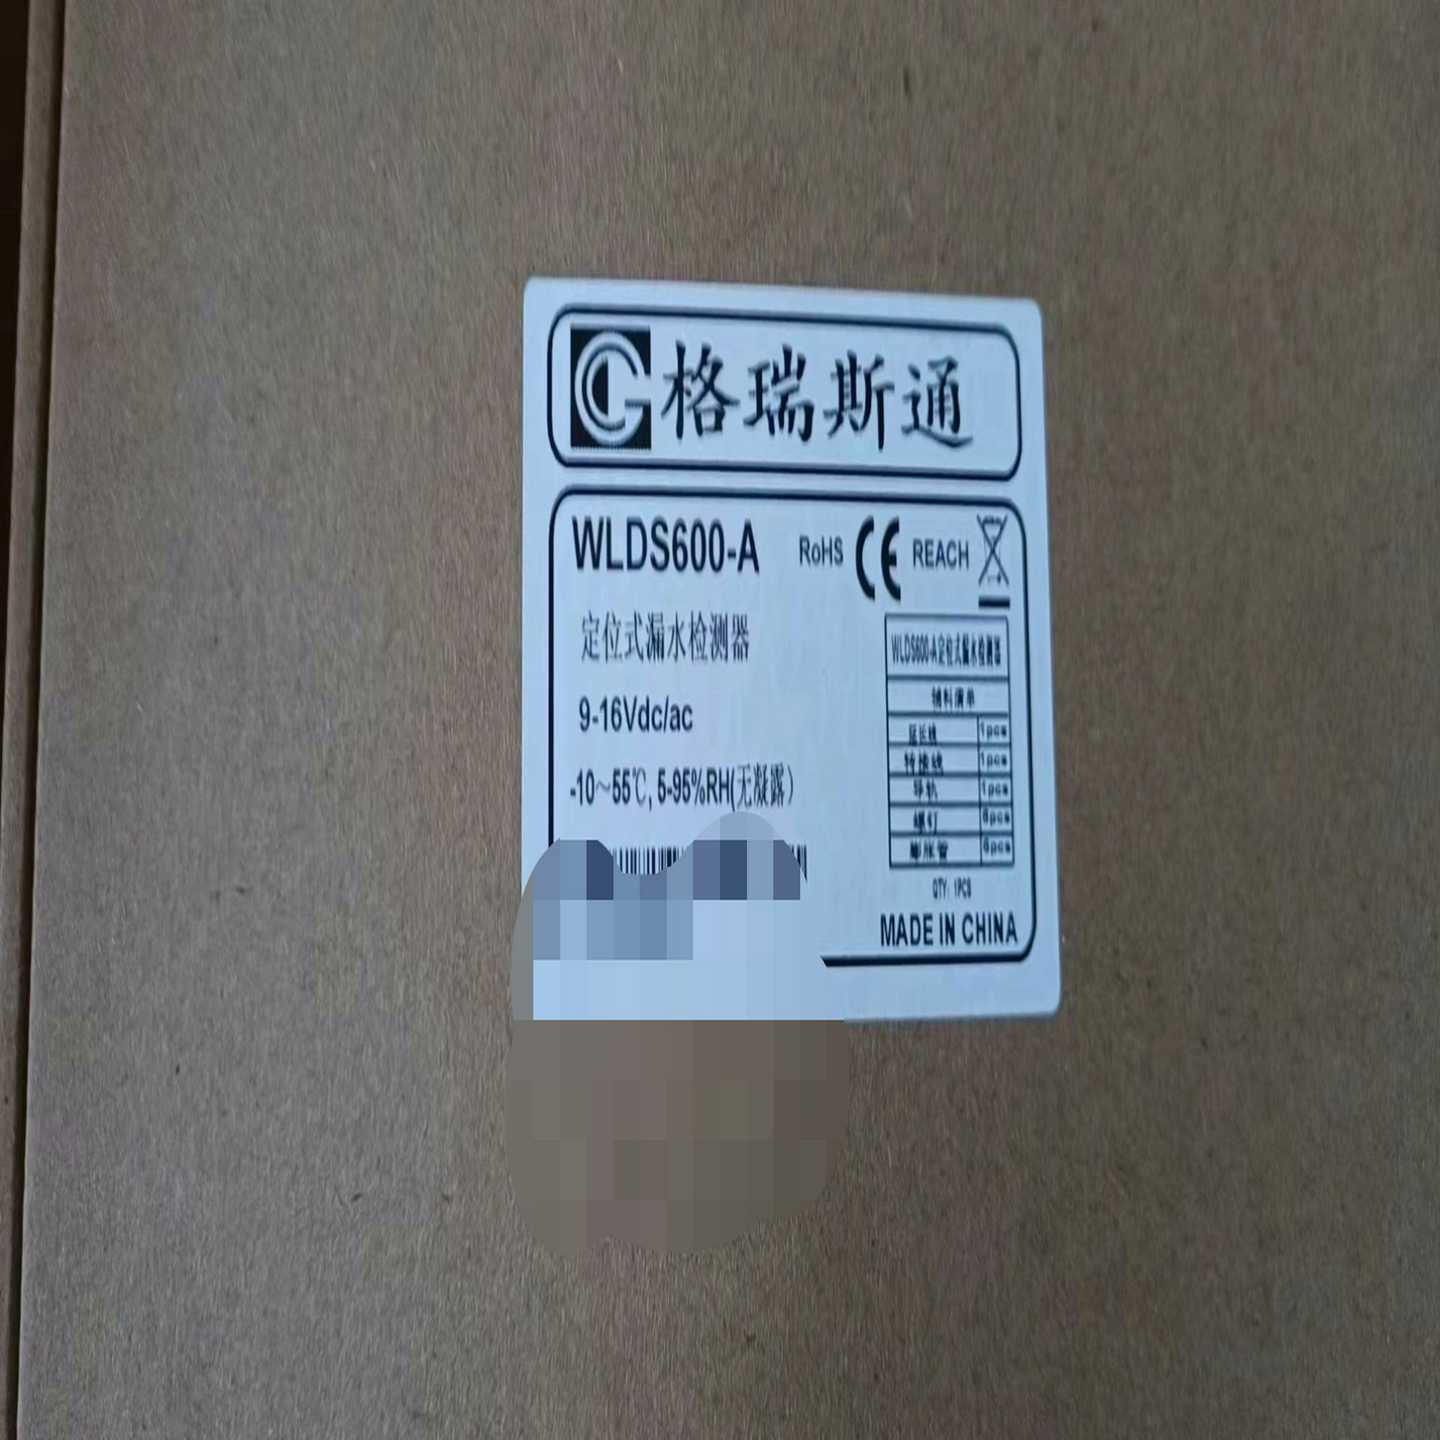 格瑞斯通
WLDS600-A
RoHS CE REACH
定位式漏水检测器
9-16Vdc/ac
-10～55℃, 5-95%RH(无凝露)
WLDS600-A定位式漏水检测器
辅料清单
延长线 1pcs
转接线 1pcs
导轨 1pcs
螺钉 6pcs
膨胀管 6pcs
QTY: 1PCS
MADE IN CHINA